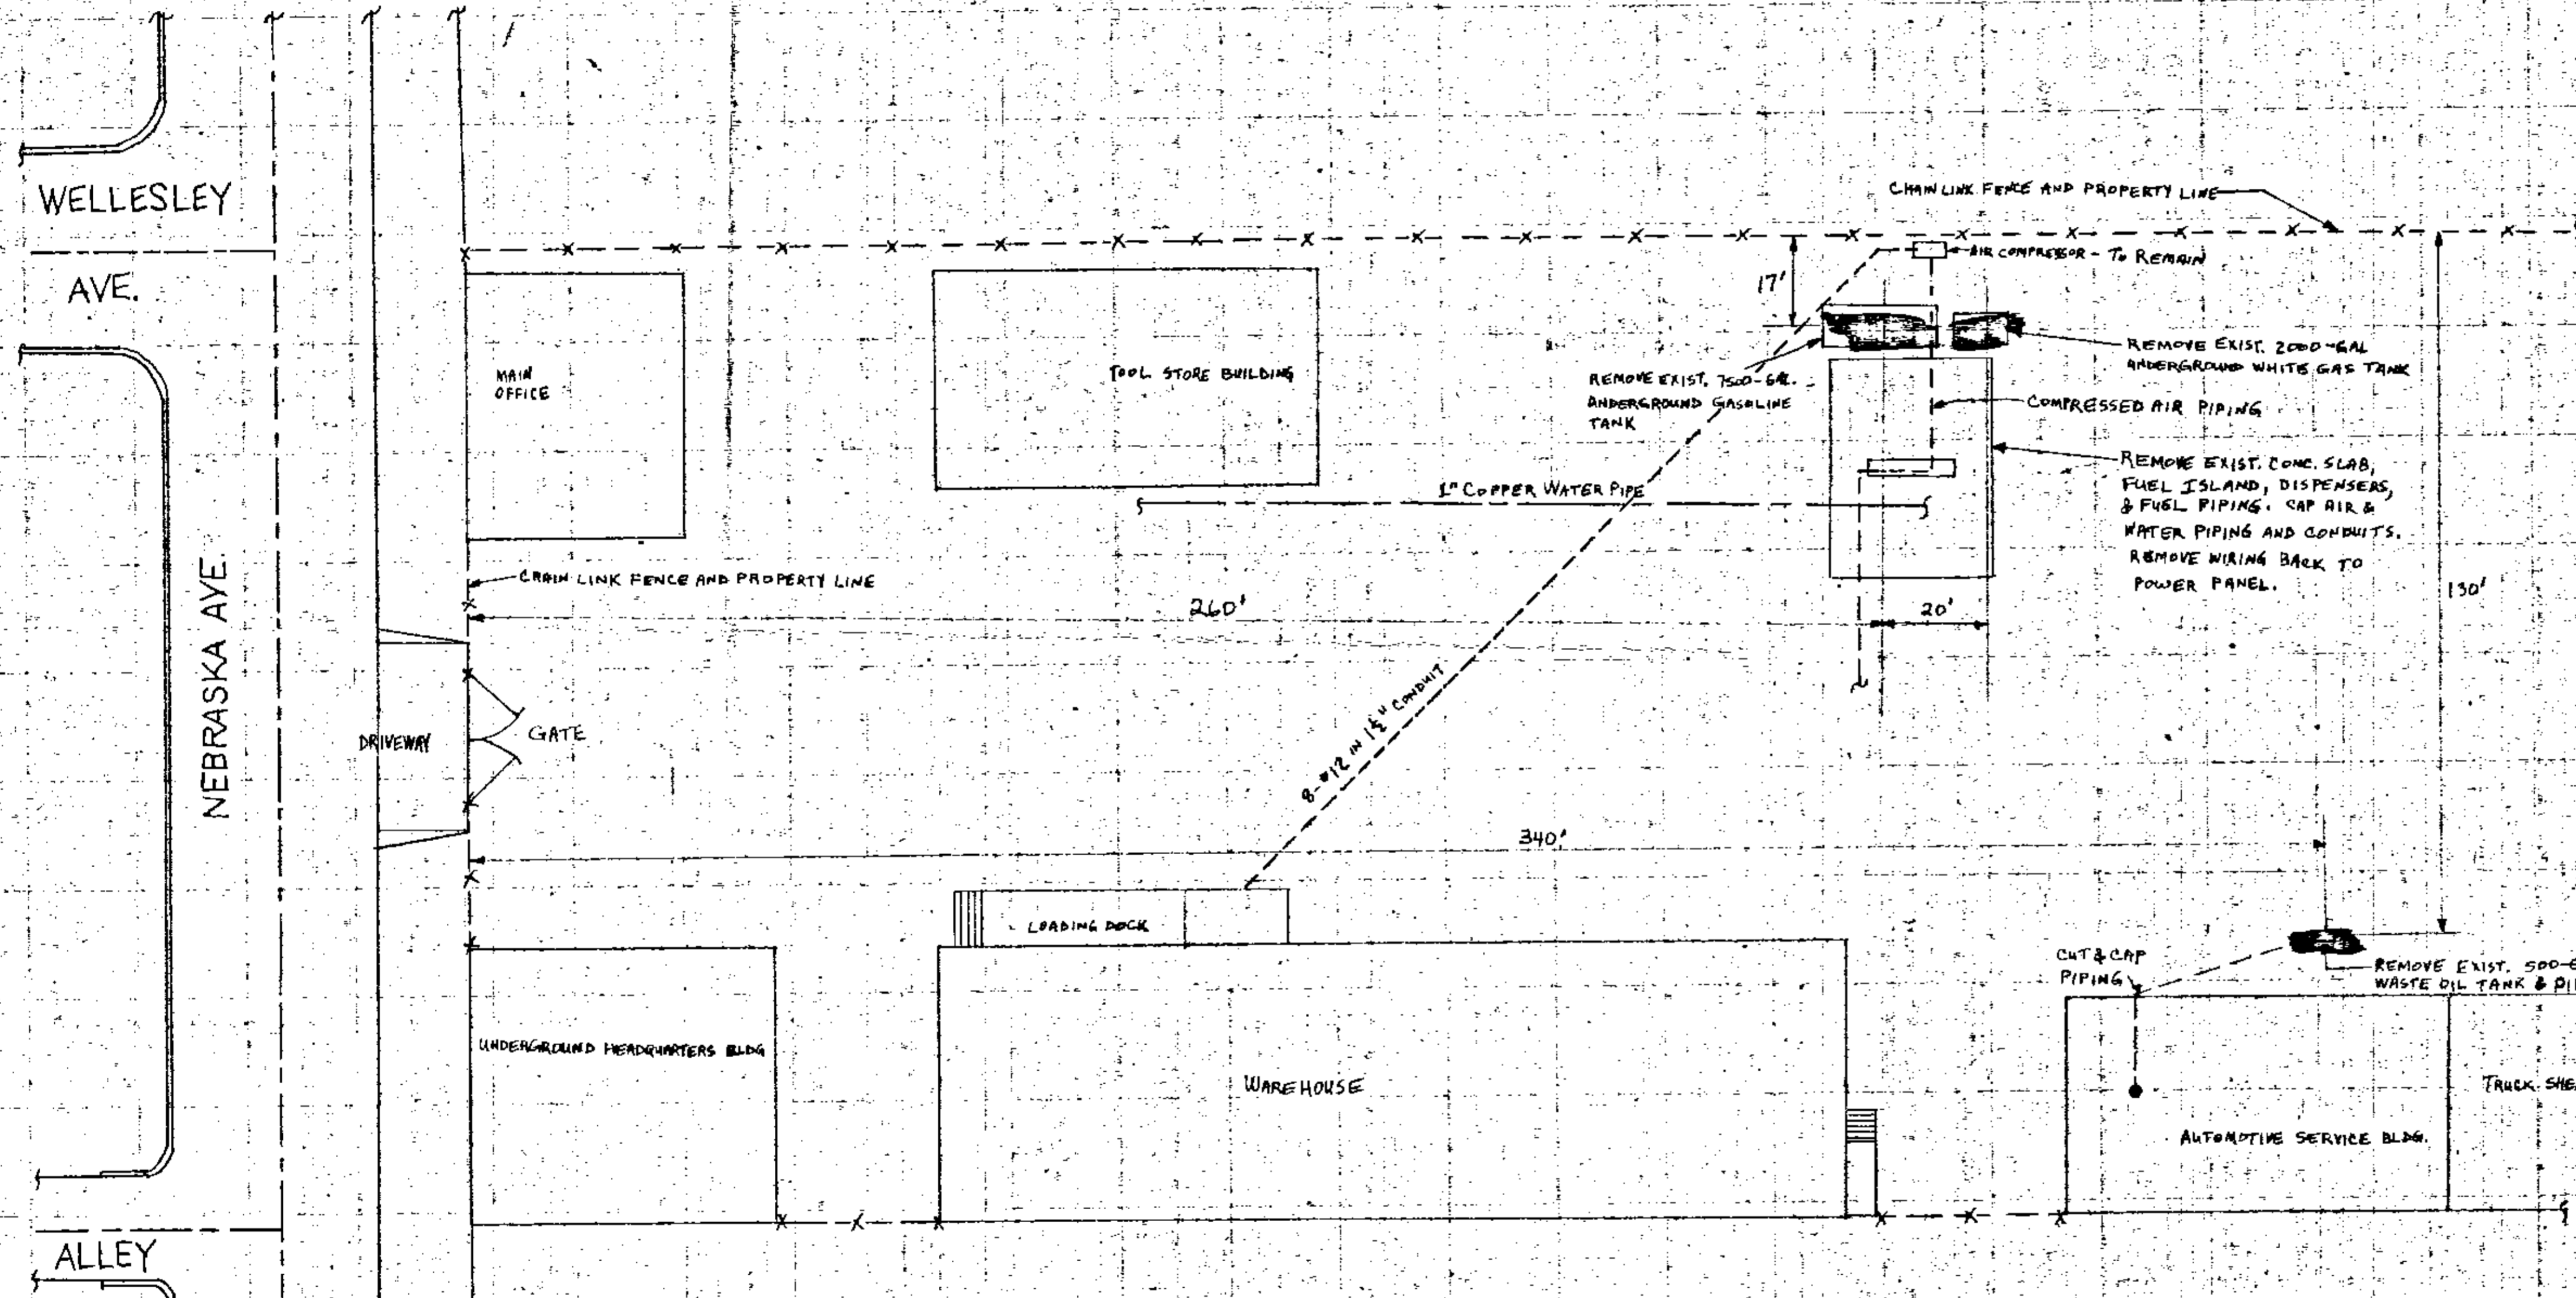 WELLESLEY
AVE.
NEBRASKA AVE.
ALLEY
DRIVEWAY
GATE
MAIN
OFFICE
TOOL STORE BUILDING
CHAIN LINK FENCE AND PROPERTY LINE
260'
1" COPPER WATER PIPE
8-#12 IN 1½" CONDUIT
340'
CHAIN LINK FENCE AND PROPERTY LINE
AIR COMPRESSOR - TO REMAIN
17'
REMOVE EXIST. 7500-GAL.
UNDERGROUND GASOLINE
TANK
REMOVE EXIST. 2000-GAL
UNDERGROUND WHITE GAS TANK
COMPRESSED AIR PIPING
REMOVE EXIST. CONC. SLAB,
FUEL ISLAND, DISPENSERS,
& FUEL PIPING. CAP AIR &
WATER PIPING AND CONDUITS.
REMOVE WIRING BACK TO
POWER PANEL.
20'
130'
LOADING DOCK
UNDERGROUND HEADQUARTERS BLDG
WAREHOUSE
CUT & CAP
PIPING
REMOVE EXIST. 500-
WASTE OIL TANK &
AUTOMOTIVE SERVICE BLDG.
TRUCK